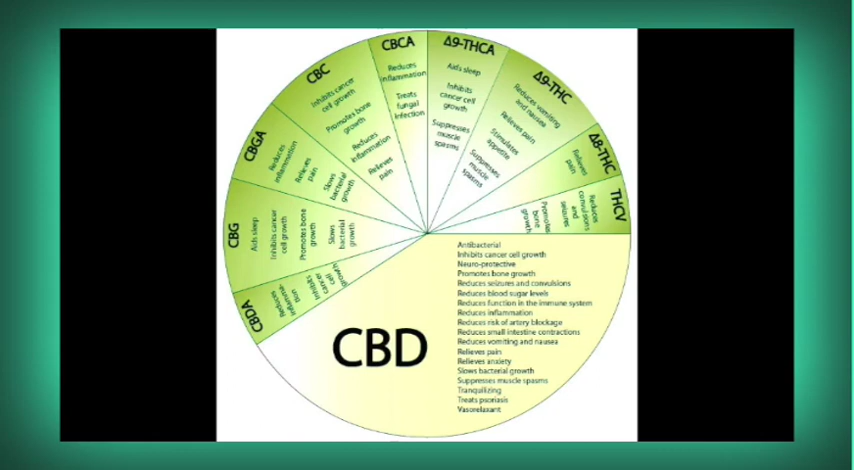 CBCA
Reduces
inflammation
Treats
fungal
infection
Δ9-THCA
Aids sleep
Inhibits
cancer cell
growth
Suppresses
muscle
spasms
Δ9-THC
Reduces vomiting
and nausea
Relieves pain
Stimulates
appetite
Suppresses
muscle
spasms
Δ8-THC
Relieves
pain
THCV
Reduces
convulsions
and
seizures
Promotes
bone
growth
CBC
Inhibits cancer
cell growth
Promotes bone
growth
Reduces
inflammation
Relieves
pain
CBGA
Reduces
inflammation
Relieves
pain
Slows
bacterial
growth
CBG
Aids sleep
Inhibits cancer
cell growth
Promotes bone
growth
Slows
bacterial
growth
CBDA
Reduces
inflamma-
tion
Inhibits
cancer
cell
growth
CBD
Antibacterial
Inhibits cancer cell growth
Neuro-protective
Promotes bone growth
Reduces seizures and convulsions
Reduces blood sugar levels
Reduces function in the immune system
Reduces inflammation
Reduces risk of artery blockage
Reduces small intestine contractions
Reduces vomiting and nausea
Relieves pain
Relieves anxiety
Slows bacterial growth
Suppresses muscle spasms
Tranquilizing
Treats psoriasis
Vasorelaxant